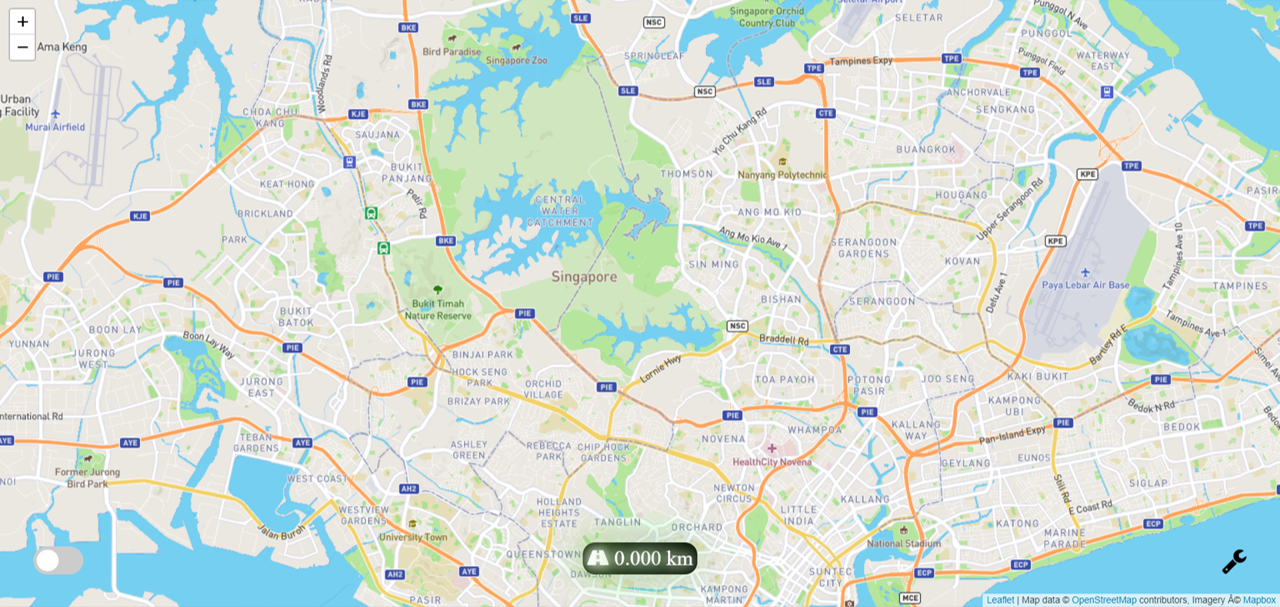 +
−
Ama Keng
Urban
g Facility
Murai Airfield
KJE
PIE
PIE
Woodlands Rd
CHOA CHU
KANG
KJE
SAUJANA
BKE
BKE
BUKIT
PANJANG
KEAT HONG
Petir Rd
BRICKLAND
PARK
BKE
Bird Paradise
Singapore Zoo
SLE
NSC
SPRINGLEAF
SLE
NSC
SLE
Singapore Orchid
Country Club
Seletar Airport
SELETAR
TPE
Tampines Expy
TPE
TPE
Punggol N Ave
PUNGGOL
Punggol Field
WATERWAY
EAST
ANCHORVALE
SENGKANG
CTE
Yio Chu Kang Rd
BUANGKOK
Nanyang Polytechnic
THOMSON
ANG MO KIO
Ang Mo Kio Ave 1
SIN MING
BISHAN
SERANGOON
GARDENS
SERANGOON
HOUGANG
Upper Serangoon Rd
KOVAN
Defu Ave 1
KPE
KPE
TPE
PASIR
TPE
Paya Lebar Air Base
Tampines Ave 10
TAMPINES
Tampines Ave 1
Simei Ave
Bartley Rd E
CENTRAL
WATER
CATCHMENT
Singapore
Bukit Timah
Nature Reserve
PIE
BUKIT
BATOK
BOON LAY
Boon Lay Way
YUNNAN
JURONG
WEST
PIE
JURONG
EAST
PIE
BINJAI PARK
HOCK SENG
PARK
BRIZAY PARK
ORCHID
VILLAGE
PIE
Lornie Hwy
NSC
Braddell Rd
CTE
TOA PAYOH
POTONG
PASIR
JOO SENG
KAKI BUKIT
PIE
KAMPONG
UBI
Bedok N Rd
BEDOK
PIE
PIE
WHAMPOA
KALLANG
WAY
Pan-Island Expy
PIE
nternational Rd
AYE
AYE
TEBAN
GARDENS
AYE
Former Jurong
Bird Park
WEST COAST
ASHLEY
GREEN
REBECCA
PARK
CHIP HOCK
GARDENS
NOVENA
HealthCity Novena
GEYLANG
EUNOS
SIGLAP
Still Rd
AH2
WESTVIEW
GARDENS
University Town
HOLLAND
HEIGHTS
ESTATE
NEWTON
CIRCUS
LITTLE
INDIA
KALLANG
TANGLIN
ORCHARD
E Coast Rd
KATONG
MARINE
PARADE
ECP
National Stadium
Jalan Buroh
QUEENSTOWN
DAWSON
0.000 km
AH2
AYE
SUNTEC
CITY
ECP
ECP
KAMPONG
MARTIN
MCE
PASIR
Leaflet | Map data © OpenStreetMap contributors, Imagery Â© Mapbox